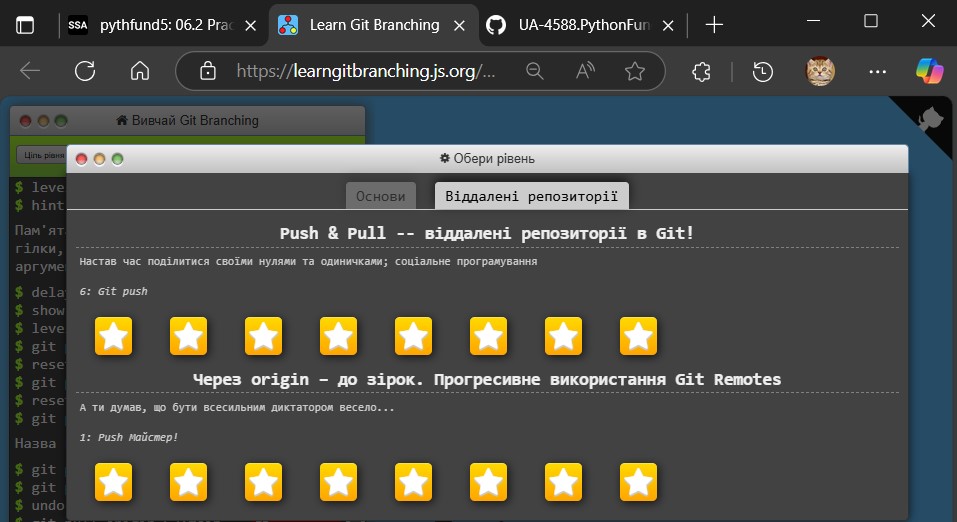 SSA pythfund5: 06.2 Prac
Learn Git Branching
UA-4588.PythonFun
https://learngitbranching.js.org/...
Вивчай Git Branching
Ціль рівня
Обери рівень
Основи
Віддалені репозиторії
$ leve
$ hint
Пам'ят
гілки,
аргумен
$ dela
$ show
$ leve
$ git
$ rese
$ git
$ rese
$ git
Назва
$ git
$ git
$ undo
Push & Pull -- віддалені репозиторії в Git!
Настав час поділитися своїми нулями та одиничками; соціальне програмування
6: Git push
Через origin – до зірок. Прогресивне використання Git Remotes
А ти думав, що бути всесильним диктатором весело...
1: Push Майстер!